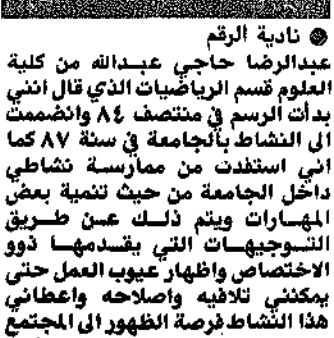 ● نادية الرقم
عبدالرضا حاجي عبدالله من كلية
العلوم قسم الرياضيات الذي قال انني
بدأت الرسم في منتصف ٨٤ وانضممت
الى النشاط بالجامعة في سنة ٨٧ كما
اني استفدت من ممارسة نشاطي
داخل الجامعة من حيث تنمية بعض
المهارات ويتم ذلك عن طريق
التوجيهات التي يقدمها ذوو
الاختصاص واظهار عيوب العمل حتى
يمكنني تلافيه واصلاحه واعطاني
هذا النشاط فرصة الظهور الى المجتمع